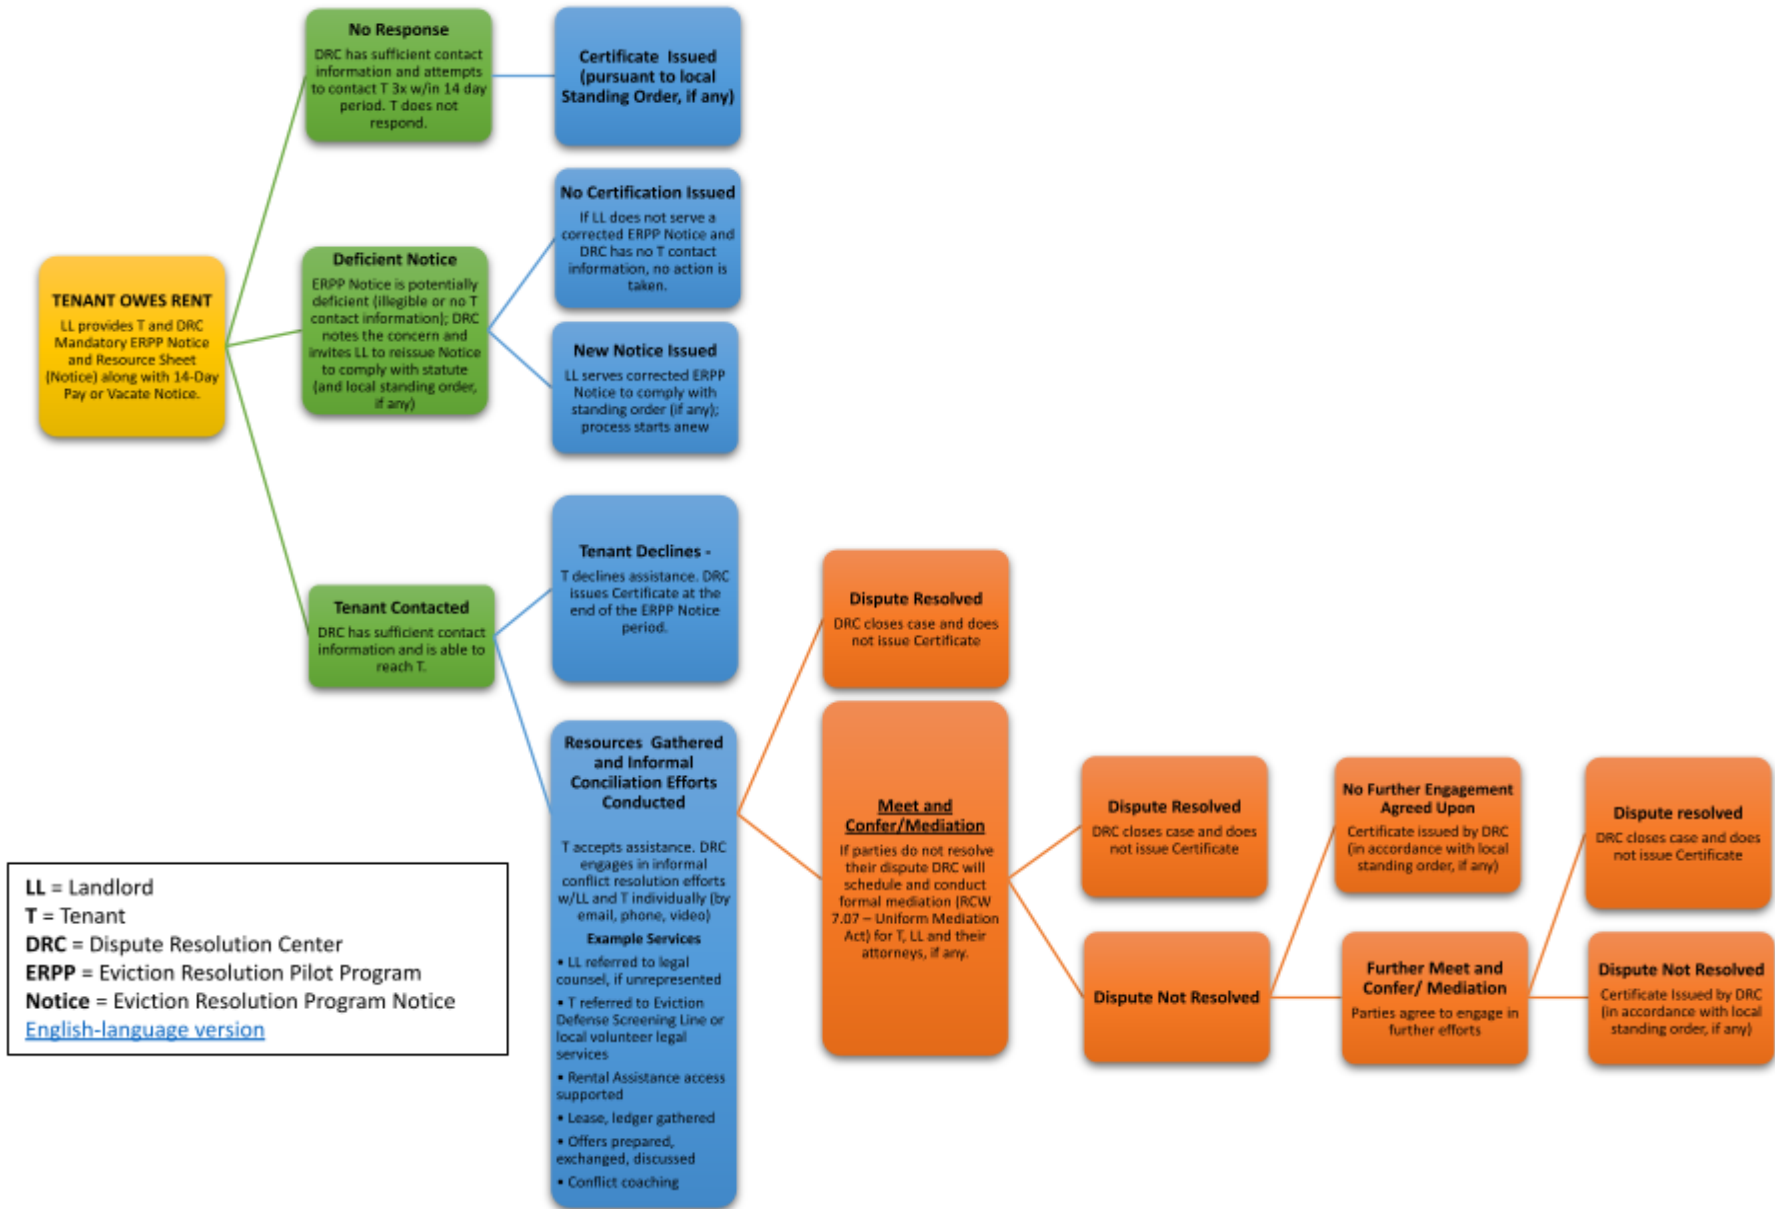 No Response
DRC has sufficient contact
information and attempts
to contact T 3x w/in 14 day
period. T does not
respond.
Certificate Issued
(pursuant to local
Standing Order, if any)
No Certification Issued
If LL does not serve a
corrected ERPP Notice and
DRC has no T contact
information, no action is
taken.
TENANT OWES RENT
LL provides T and DRC
Mandatory ERPP Notice
and Resource Sheet
(Notice) along with 14-Day
Pay or Vacate Notice.
Deficient Notice
ERPP Notice is potentially
deficient (illegible or no T
contact information); DRC
notes the concern and
invites LL to reissue Notice
to comply with statute
(and local standing order,
if any)
New Notice Issued
LL serves corrected ERPP
Notice to comply with
standing order (if any);
process starts anew
Tenant Contacted
DRC has sufficient contact
information and is able to
reach T.
Tenant Declines -
T declines assistance. DRC
issues Certificate at the
end of the ERPP Notice
period.
Resources Gathered
and Informal
Conciliation Efforts
Conducted
T accepts assistance. DRC
engages in informal
conflict resolution efforts
w/LL and T individually (by
email, phone, video)
Example Services
• LL referred to legal
counsel, if unrepresented
• T referred to Eviction
Defense Screening Line or
local volunteer legal
services
• Rental Assistance access
supported
• Lease, ledger gathered
• Offers prepared,
exchanged, discussed
• Conflict coaching
Dispute Resolved
DRC closes case and does
not issue Certificate
Meet and
Confer/Mediation
If parties do not resolve
their dispute DRC will
schedule and conduct
formal mediation (RCW
7.07 – Uniform Mediation
Act) for T, LL and their
attorneys, if any.
Dispute Resolved
DRC closes case and does
not issue Certificate
Dispute Not Resolved
No Further Engagement
Agreed Upon
Certificate issued by DRC
(in accordance with local
standing order, if any)
Further Meet and
Confer/ Mediation
Parties agree to engage in
further efforts
Dispute resolved
DRC closes case and does
not issue Certificate
Dispute Not Resolved
Certificate Issued by DRC
(in accordance with local
standing order, if any)
LL = Landlord
T = Tenant
DRC = Dispute Resolution Center
ERPP = Eviction Resolution Pilot Program
Notice = Eviction Resolution Program Notice
English-language version